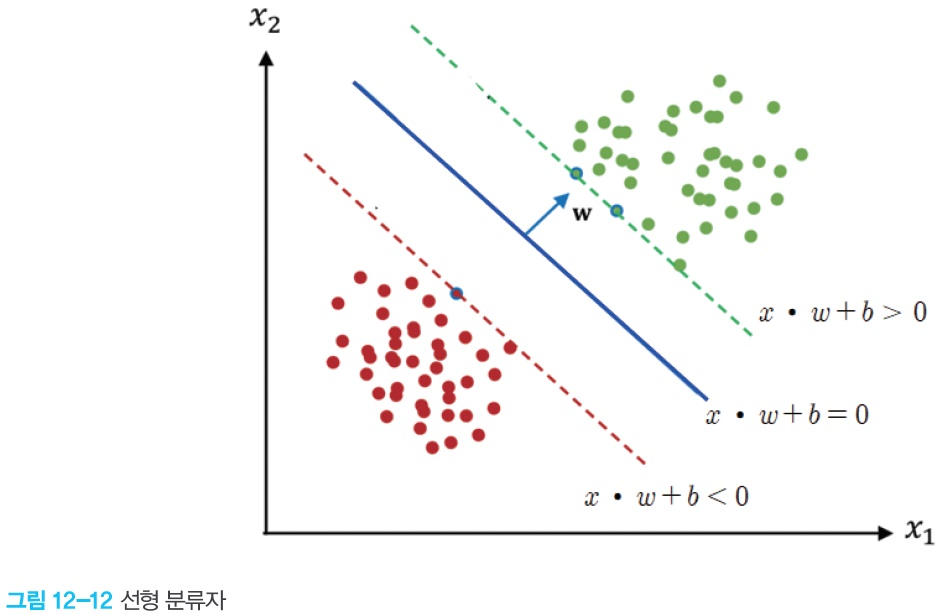 x₂
w
x • w + b > 0
x • w + b = 0
x • w + b < 0
x₁
그림 12–12 선형 분류자